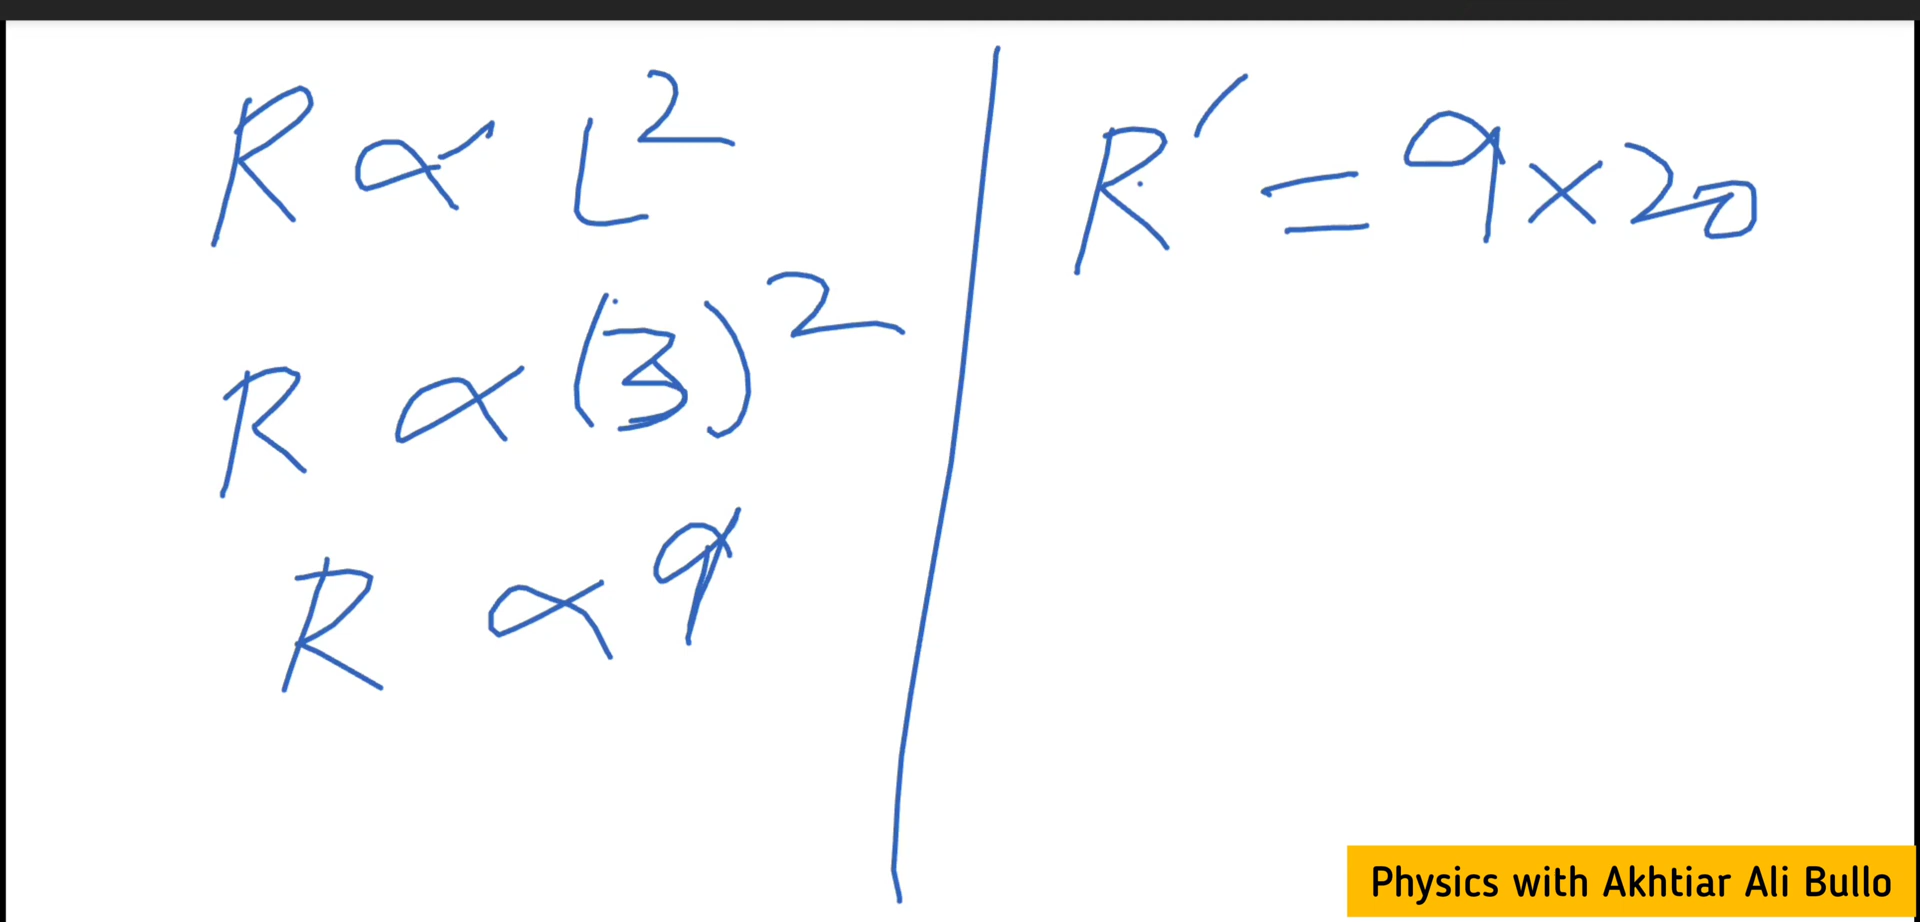 R ∝ L²
R ∝ (3)²
R ∝ 9
R′ = 9 × 20
Physics with Akhtiar Ali Bullo